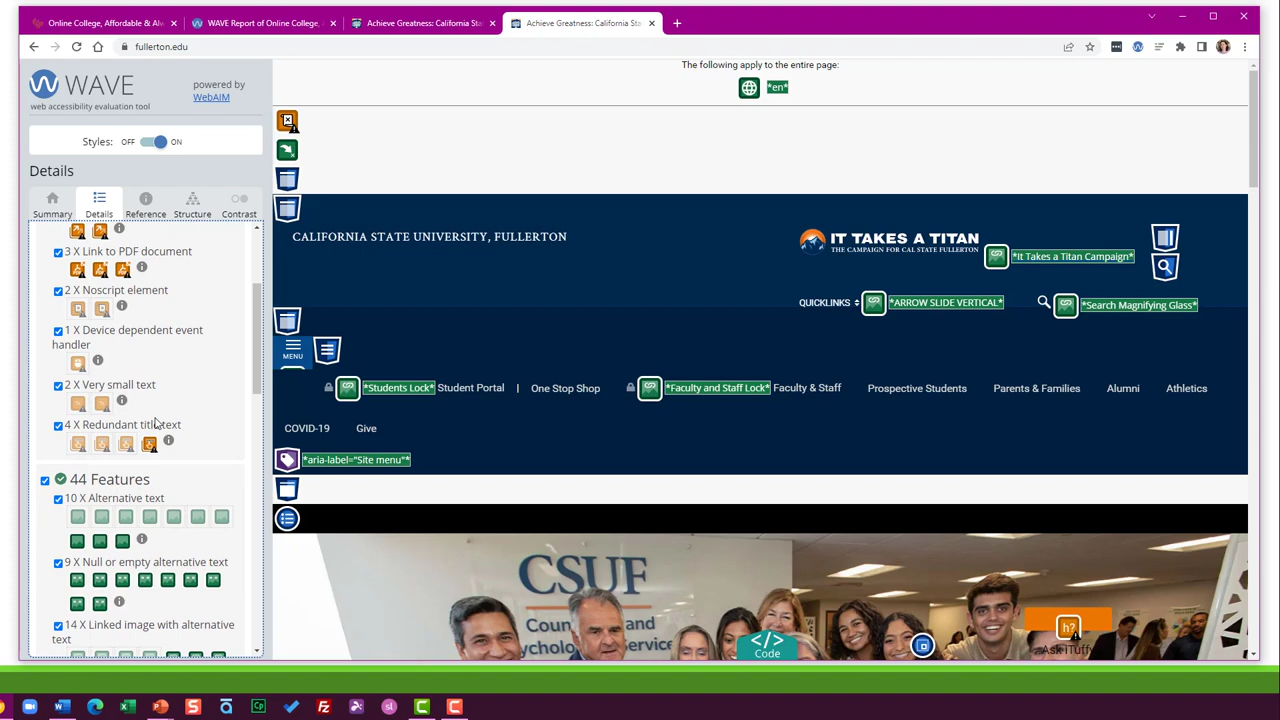 Online College, Affordable & Al
WAVE Report of Online College,
Achieve Greatness: California Sta
Achieve Greatness: California Sta
fullerton.edu
WAVE
web accessibility evaluation tool
powered by
WebAIM
Styles: OFF ON
Details
Summary Details Reference Structure Contrast
3 X Link to PDF document
2 X Noscript element
1 X Device dependent event
handler
2 X Very small text
4 X Redundant title text
44 Features
10 X Alternative text
9 X Null or empty alternative text
14 X Linked image with alternative
text
The following apply to the entire page:
*en*
CALIFORNIA STATE UNIVERSITY, FULLERTON
IT TAKES A TITAN
THE CAMPAIGN FOR CAL STATE FULLERTON
*It Takes a Titan Campaign*
QUICKLINKS *ARROW SLIDE VERTICAL* *Search Magnifying Glass*
MENU
*Students Lock* Student Portal | One Stop Shop *Faculty and Staff Lock* Faculty & Staff Prospective Students Parents & Families Alumni Athletics
COVID-19 Give
*aria-label="Site menu"*
CSUF
h?
</> Code